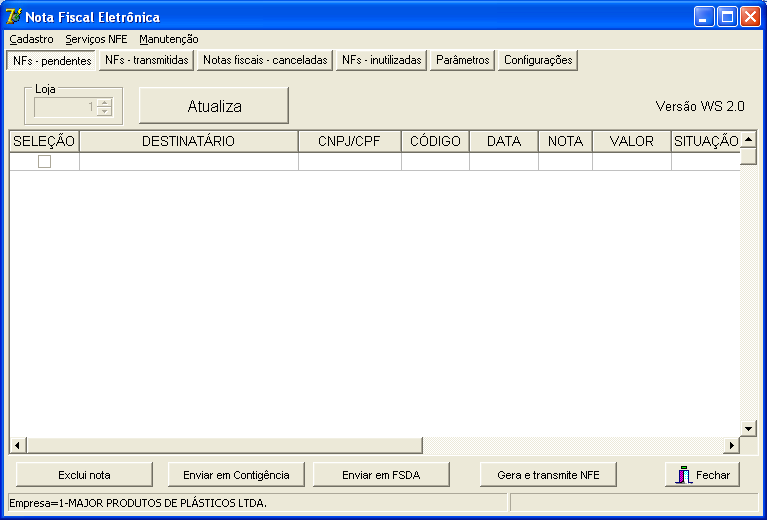 Nota Fiscal Eletrônica
Cadastro Serviços NFE Manutenção
NFs - pendentes NFs - transmitidas Notas fiscais - canceladas NFs - inutilizadas Parâmetros Configurações
Loja
1 Atualiza Versão WS 2.0
SELEÇÃO DESTINATÁRIO CNPJ/CPF CÓDIGO DATA NOTA VALOR SITUAÇÃO
Exclui nota Enviar em Contigência Enviar em FSDA Gera e transmite NFE Fechar
Empresa=1-MAJOR PRODUTOS DE PLÁSTICOS LTDA.